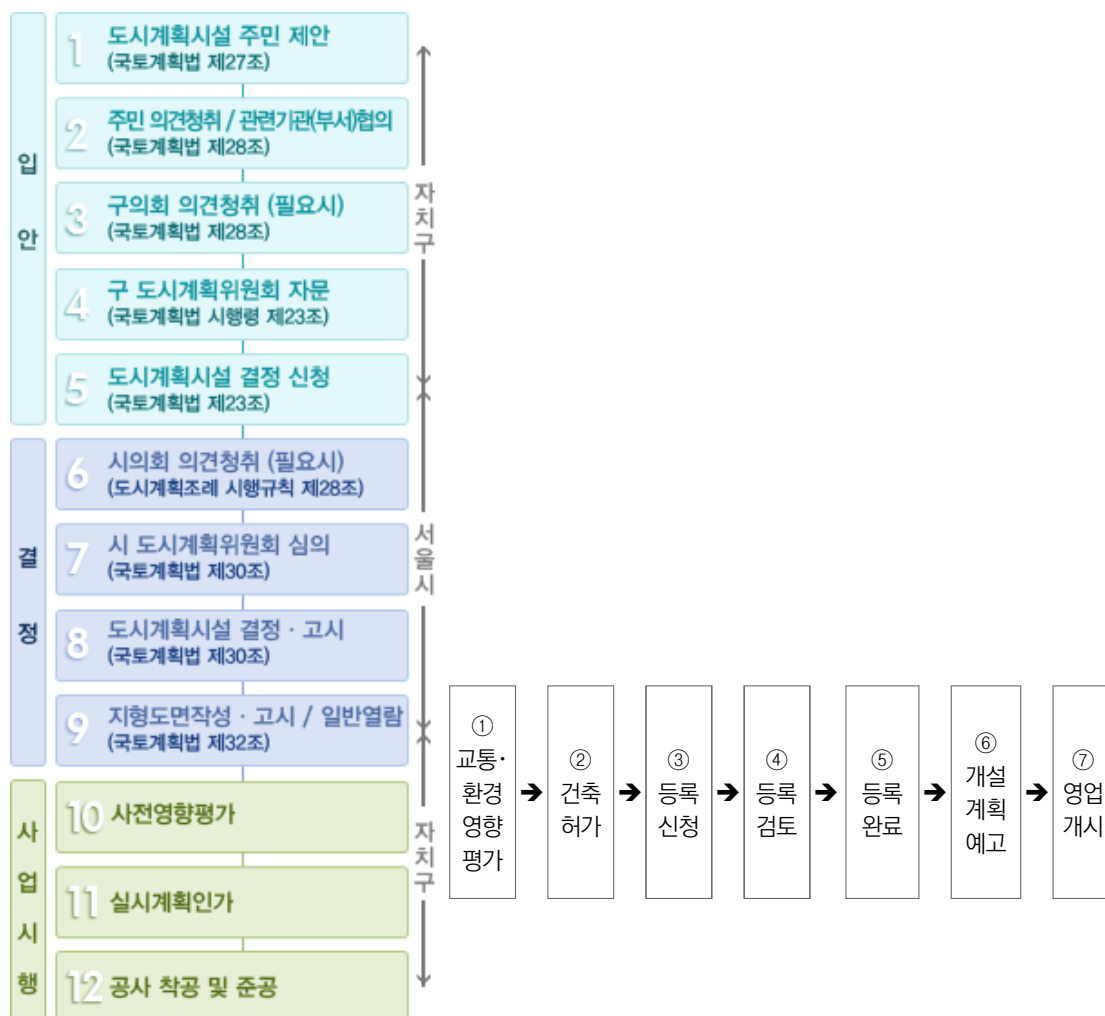 입안
1 도시계획시설 주민 제안
(국토계획법 제27조)
2 주민 의견청취 / 관련기관(부서)협의
(국토계획법 제28조)
3 구의회 의견청취 (필요시)
(국토계획법 제28조)
4 구 도시계획위원회 자문
(국토계획법 시행령 제23조)
5 도시계획시설 결정 신청
(국토계획법 제23조)
자치구
결정
6 시의회 의견청취 (필요시)
(도시계획조례 시행규칙 제28조)
7 시 도시계획위원회 심의
(국토계획법 제30조)
8 도시계획시설 결정 · 고시
(국토계획법 제30조)
9 지형도면작성 · 고시 / 일반열람
(국토계획법 제32조)
서울시
사업시행
10 사전영향평가
11 실시계획인가
12 공사 착공 및 준공
자치구
①
교통·
환경
영향
평가
➔
②
건축
허가
➔
③
등록
신청
➔
④
등록
검토
➔
⑤
등록
완료
➔
⑥
개설
계획
예고
➔
⑦
영업
개시